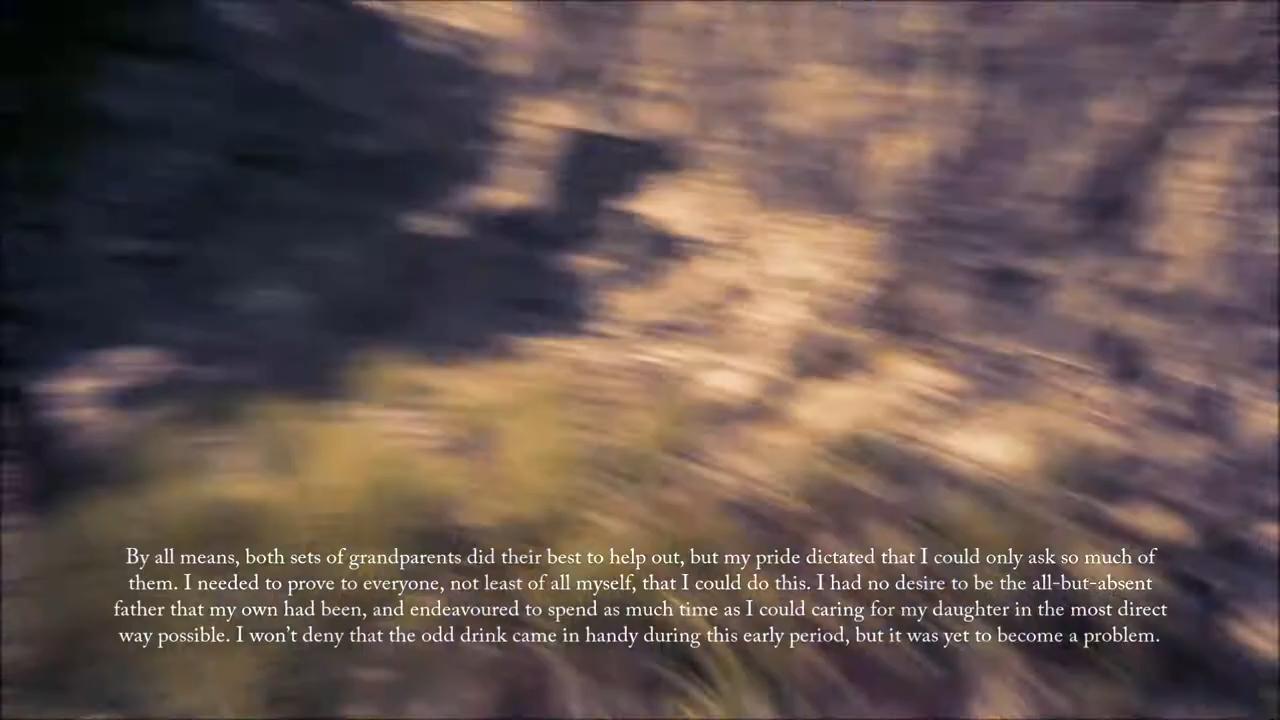 By all means, both sets of grandparents did their best to help out, but my pride dictated that I could only ask so much of
them. I needed to prove to everyone, not least of all myself, that I could do this. I had no desire to be the all-but-absent
father that my own had been, and endeavoured to spend as much time as I could caring for my daughter in the most direct
way possible. I won't deny that the odd drink came in handy during this early period, but it was yet to become a problem.